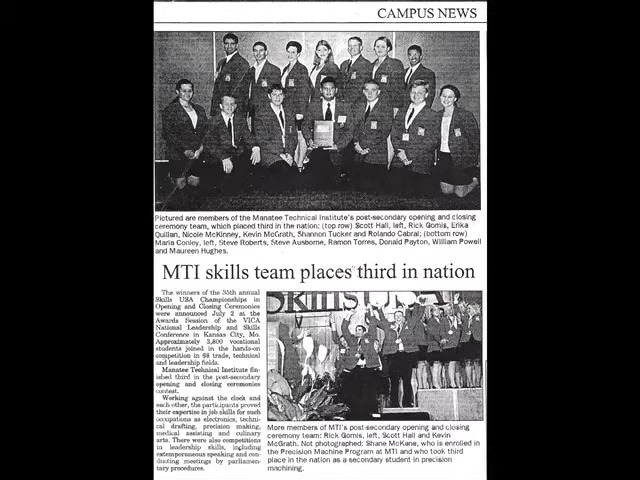 CAMPUS NEWS
Pictured are members of the Manatee Technical Institute's post-secondary opening and closing
ceremony team, which placed third in the nation: (top row) Scott Hall, left, Rick Gomis, Erika
Quillan, Nicole McKinney, Kevin McGrath, Shannon Tucker and Rolando Cabral; (bottom row)
Maria Conley, left, Steve Roberts, Steve Ausborne, Ramon Torres, Donald Payton, William Powell
and Maureen Hughes.
MTI skills team places third in nation
The winners of the 35th annual
Skills USA Championships in
Opening and Closing Ceremonies
were announced July 2 at the
Awards Session of the VICA
National Leadership and Skills
Conference in Kansas City, Mo.
Approximately 3,800 vocational
students joined in the hands-on
competition in 68 trade, technical
and leadership fields.
Manatee Technical Institute fin-
ished third in the post-secondary
opening and closing ceremonies
contest.
Working against the clock and
each other, the participants proved
their expertise in job skills for such
occupations as electronics, techni-
cal drafting, precision making,
medical assisting and culinary
arts. There were also competitions
in leadership skills, including
extemporaneous speaking and con-
ducting meetings by parliamen-
tary procedures.
SkillsUSA
More members of MTI's post-secondary opening and closing
ceremony team: Rick Gomis, left, Scott Hall and Kevin
McGrath. Not photographed: Shane McKane, who is enrolled in
the Precision Machine Program at MTI and who took third
place in the nation as a secondary student in precision
machining.